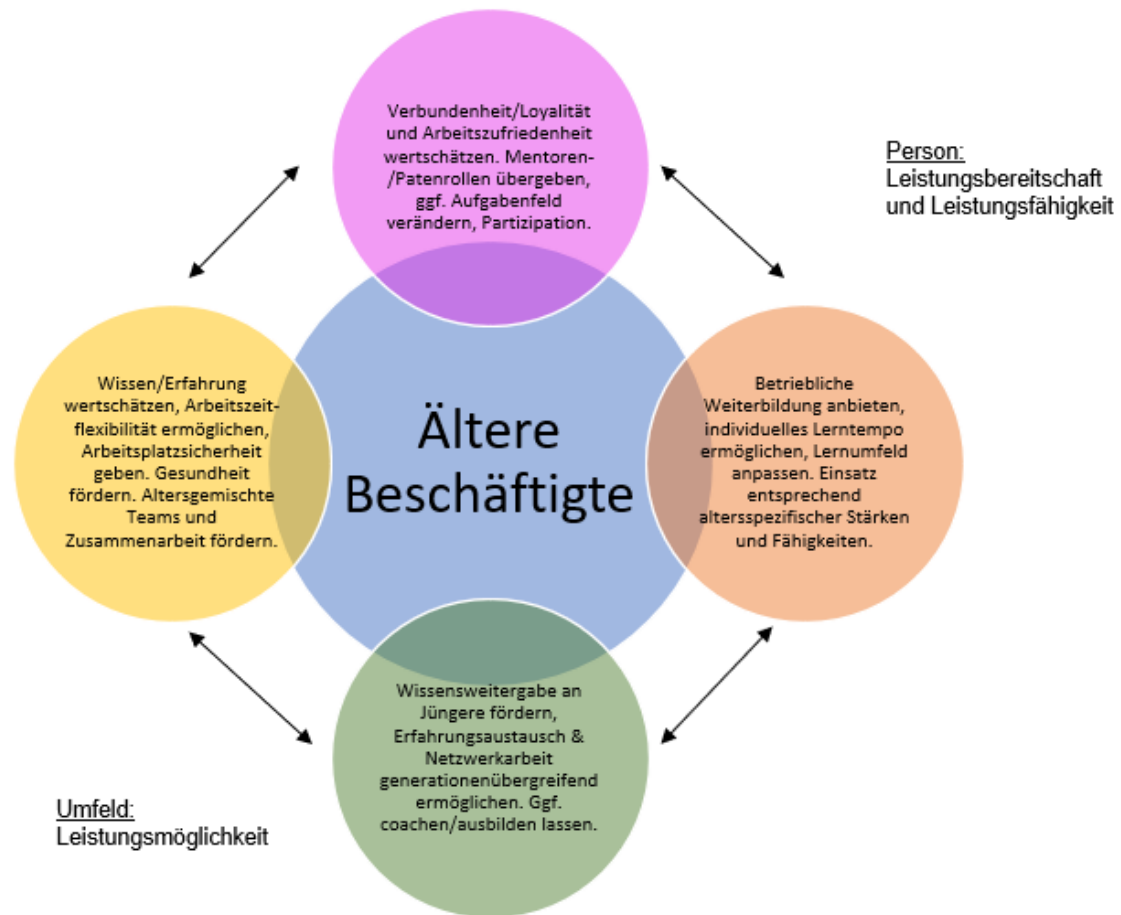 Verbundenheit/Loyalität
und Arbeitszufriedenheit
wertschätzen. Mentoren-
/Patenrollen übergeben,
ggf. Aufgabenfeld
verändern, Partizipation.
Person:
Leistungsbereitschaft
und Leistungsfähigkeit
Wissen/Erfahrung
wertschätzen, Arbeitszeit-
flexibilität ermöglichen,
Arbeitsplatzsicherheit
geben. Gesundheit
fördern. Altersgemischte
Teams und
Zusammenarbeit fördern.
Ältere
Beschäftigte
Betriebliche
Weiterbildung anbieten,
individuelles Lerntempo
ermöglichen, Lernumfeld
anpassen. Einsatz
entsprechend
altersspezifischer Stärken
und Fähigkeiten.
Wissensweitergabe an
Jüngere fördern,
Erfahrungsaustausch &
Netzwerkarbeit
generationenübergreifend
ermöglichen. Ggf.
coachen/ausbilden lassen.
Umfeld:
Leistungsmöglichkeit